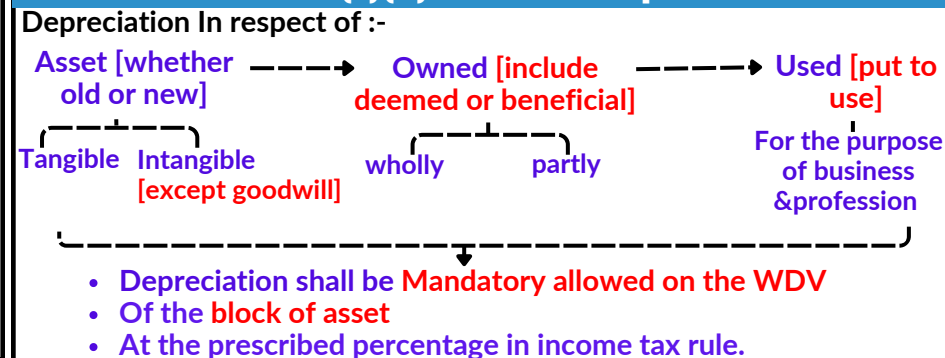 Depreciation In respect of :-
Asset [whether
old or new]
Owned [include
deemed or beneficial]
Used [put to
use]
Tangible
Intangible
[except goodwill]
wholly
partly
For the purpose
of business
&profession
• Depreciation shall be Mandatory allowed on the WDV
• Of the block of asset
• At the prescribed percentage in income tax rule.